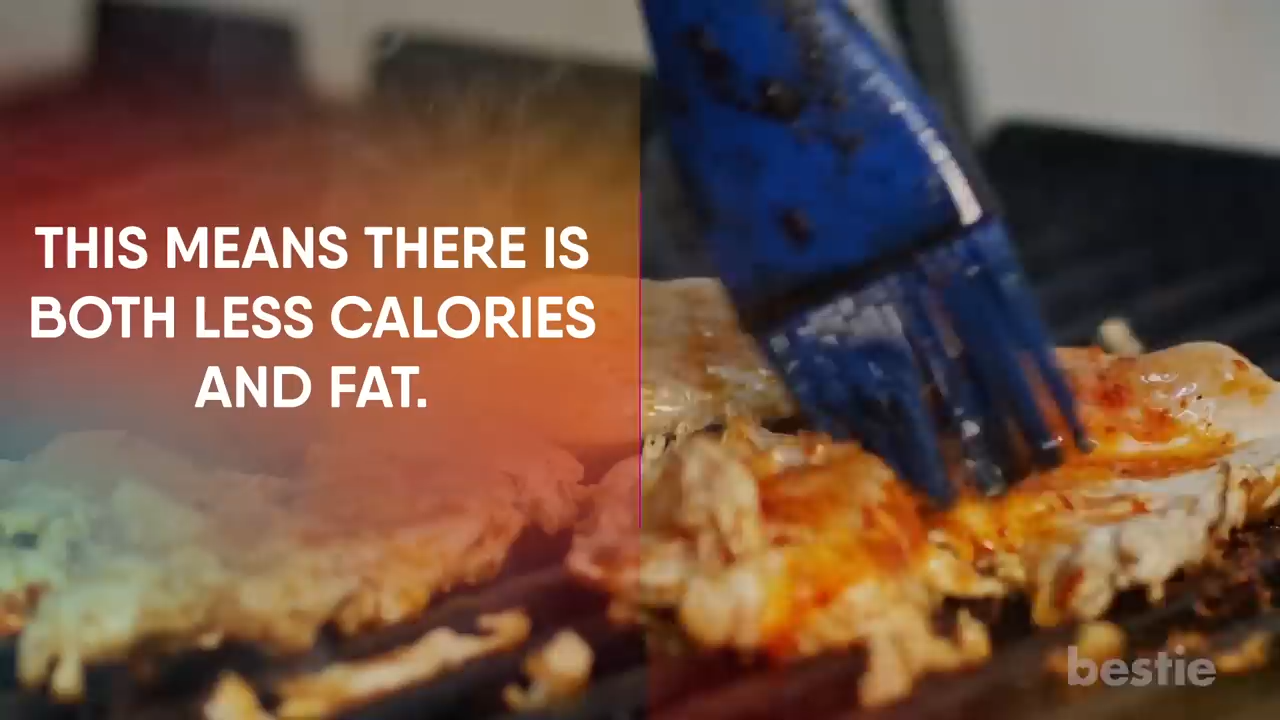 THIS MEANS THERE IS
BOTH LESS CALORIES
AND FAT.
bestie